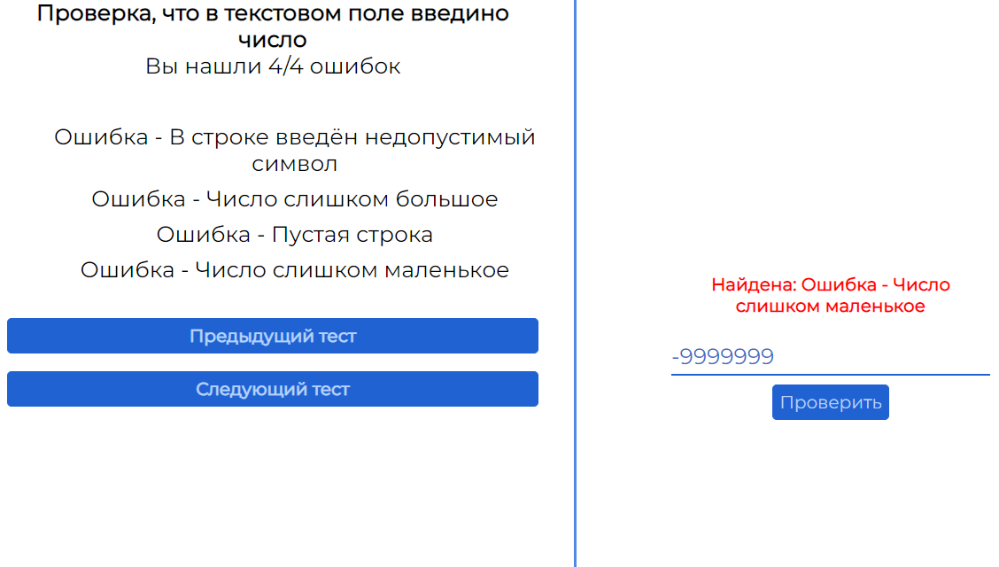 Проверка, что в текстовом поле введино
число
Вы нашли 4/4 ошибок
Ошибка - В строке введён недопустимый
символ
Ошибка - Число слишком большое
Ошибка - Пустая строка
Ошибка - Число слишком маленькое
Предыдущий тест
Следующий тест
Найдена: Ошибка - Число
слишком маленькое
-9999999
Проверить